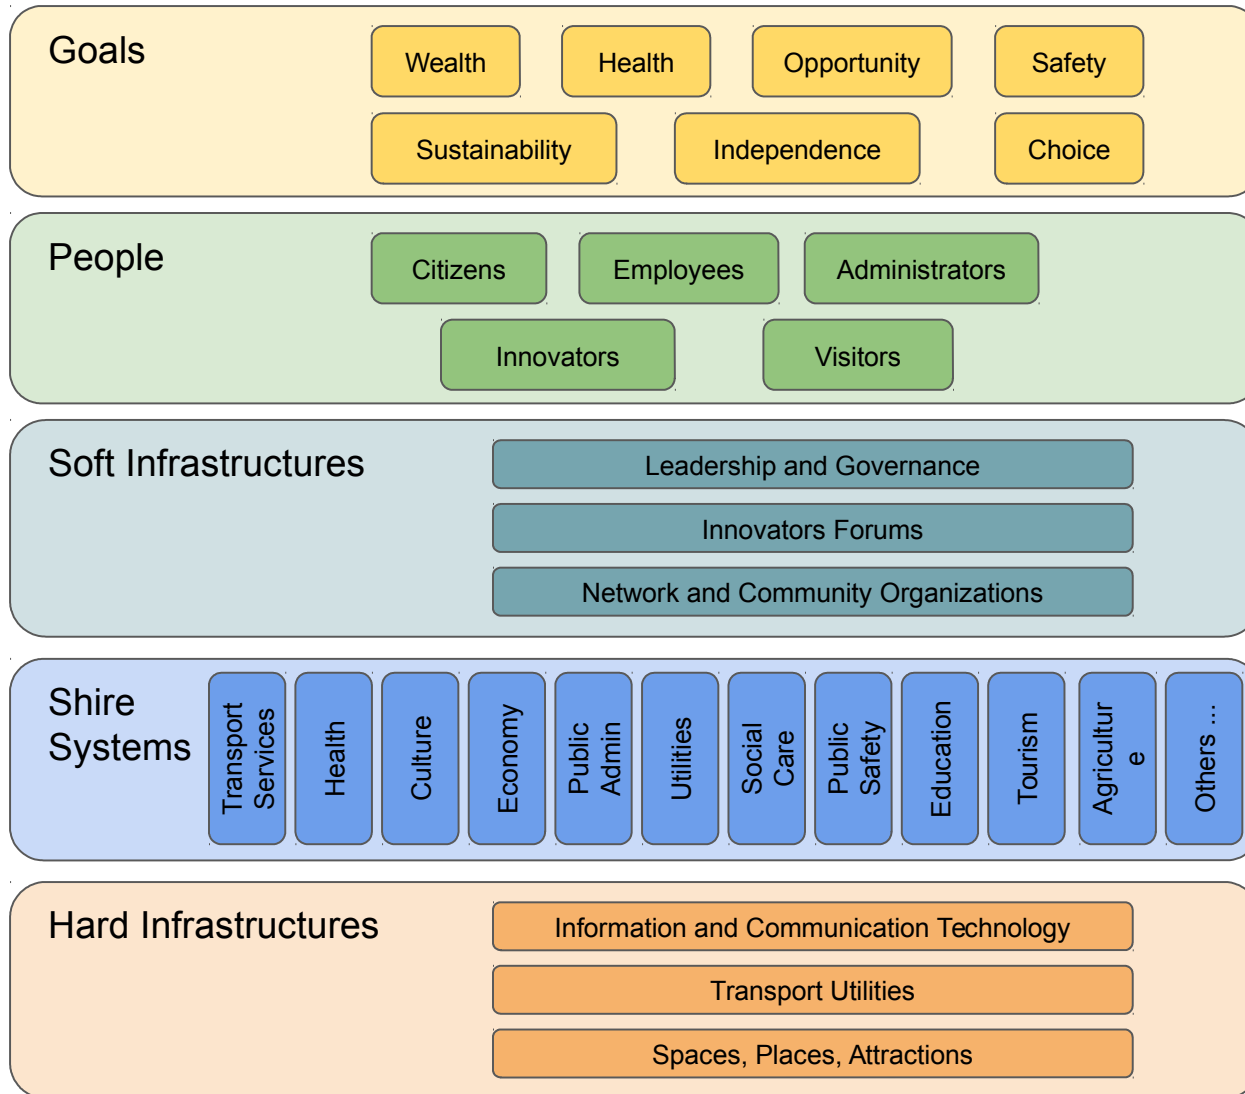 Goals
Wealth
Health
Opportunity
Safety
Sustainability
Independence
Choice
People
Citizens
Employees
Administrators
Innovators
Visitors
Soft Infrastructures
Leadership and Governance
Innovators Forums
Network and Community Organizations
Shire
Systems
Transport
Services
Health
Culture
Economy
Public
Admin
Utilities
Social
Care
Public
Safety
Education
Tourism
Agricultur
e
Others ...
Hard Infrastructures
Information and Communication Technology
Transport Utilities
Spaces, Places, Attractions